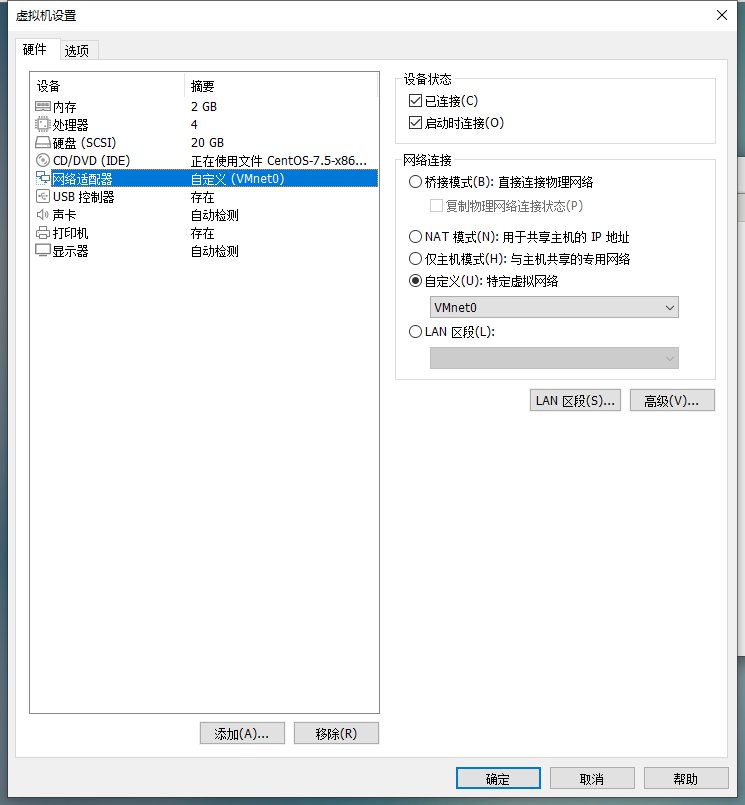 虚拟机设置
硬件 选项
设备 摘要
内存 2 GB
处理器 4
硬盘 (SCSI) 20 GB
CD/DVD (IDE) 正在使用文件 CentOS-7.5-x86...
网络适配器 自定义 (VMnet0)
USB 控制器 存在
声卡 自动检测
打印机 存在
显示器 自动检测
添加(A)... 移除(R)
设备状态
已连接(C)
启动时连接(O)
网络连接
桥接模式(B): 直接连接物理网络
复制物理网络连接状态(P)
NAT 模式(N): 用于共享主机的 IP 地址
仅主机模式(H): 与主机共享的专用网络
自定义(U): 特定虚拟网络
VMnet0
LAN 区段(L):
LAN 区段(S)... 高级(V)...
确定 取消 帮助